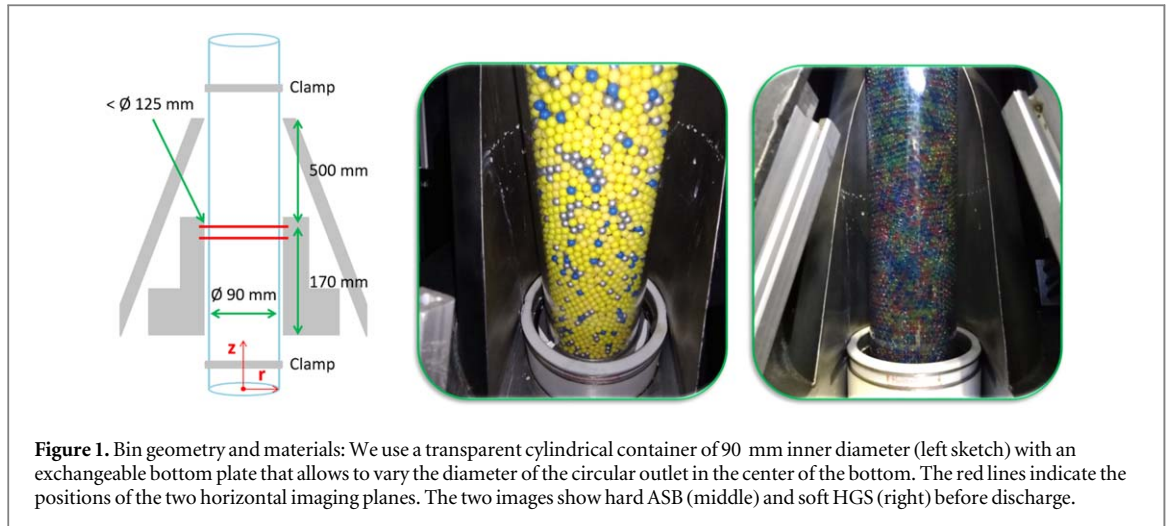 Clamp
< Ø 125 mm
500 mm
170 mm
Ø 90 mm
z
r
Clamp
Figure 1. Bin geometry and materials: We use a transparent cylindrical container of 90 mm inner diameter (left sketch) with an
exchangeable bottom plate that allows to vary the diameter of the circular outlet in the center of the bottom. The red lines indicate the
positions of the two horizontal imaging planes. The two images show hard ASB (middle) and soft HGS (right) before discharge.